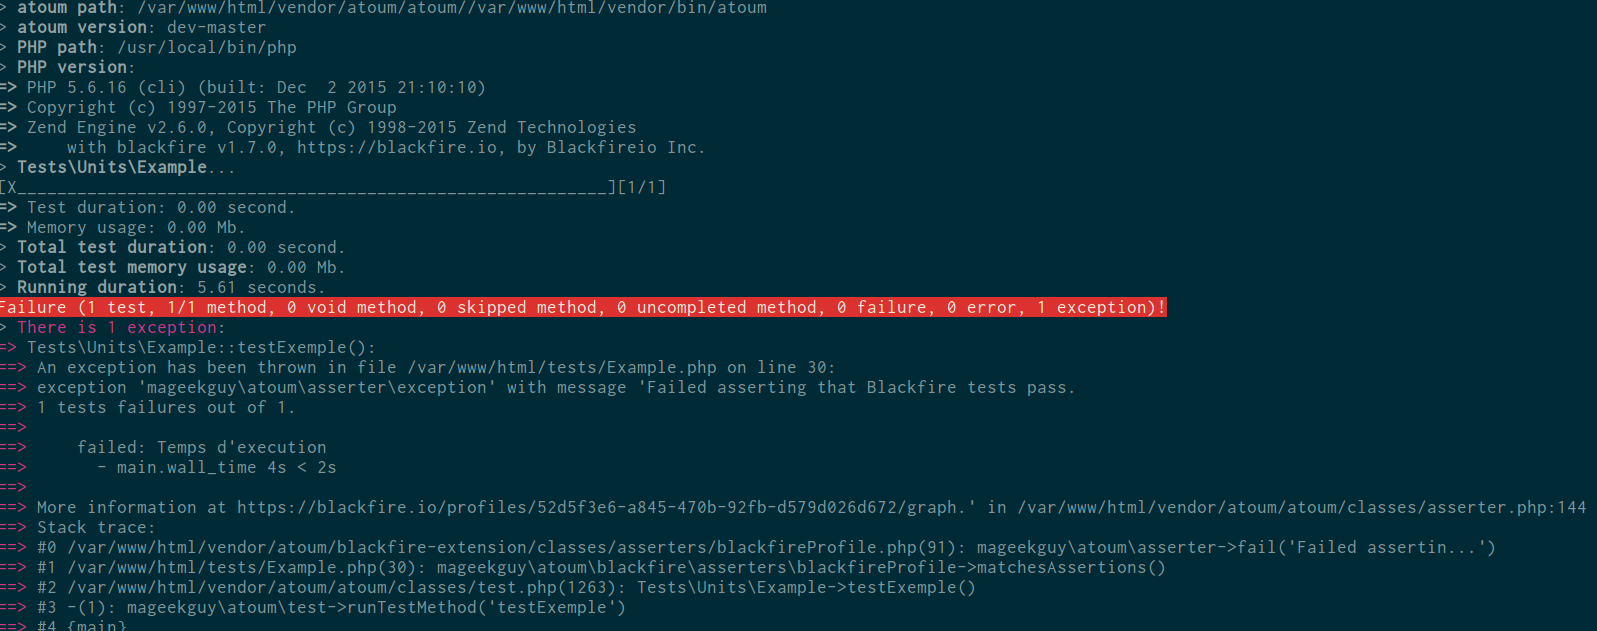 > atoum path: /var/www/html/vendor/atoum/atoum//var/www/html/vendor/bin/atoum
> atoum version: dev-master
> PHP path: /usr/local/bin/php
> PHP version:
=> PHP 5.6.16 (cli) (built: Dec  2 2015 21:10:10)
=> Copyright (c) 1997-2015 The PHP Group
=> Zend Engine v2.6.0, Copyright (c) 1998-2015 Zend Technologies
=>     with blackfire v1.7.0, https://blackfire.io, by Blackfireio Inc.
> Tests\Units\Example...
[X___________________________________________________________][1/1]
=> Test duration: 0.00 second.
=> Memory usage: 0.00 Mb.
> Total test duration: 0.00 second.
> Total test memory usage: 0.00 Mb.
> Running duration: 5.61 seconds.
Failure (1 test, 1/1 method, 0 void method, 0 skipped method, 0 uncompleted method, 0 failure, 0 error, 1 exception)!
> There is 1 exception:
=> Tests\Units\Example::testExemple():
==> An exception has been thrown in file /var/www/html/tests/Example.php on line 30:
==> exception 'mageekguy\atoum\asserter\exception' with message 'Failed asserting that Blackfire tests pass.
==> 1 tests failures out of 1.
==>
==>     failed: Temps d'execution
==>       - main.wall_time 4s < 2s
==>
==> More information at https://blackfire.io/profiles/52d5f3e6-a845-470b-92fb-d579d026d672/graph.' in /var/www/html/vendor/atoum/atoum/classes/asserter.php:144
==> Stack trace:
==> #0 /var/www/html/vendor/atoum/blackfire-extension/classes/asserters/blackfireProfile.php(91): mageekguy\atoum\asserter->fail('Failed assertin...')
==> #1 /var/www/html/tests/Example.php(30): mageekguy\atoum\blackfire\asserters\blackfireProfile->matchesAssertions()
==> #2 /var/www/html/vendor/atoum/atoum/classes/test.php(1263): Tests\Units\Example->testExemple()
==> #3 -(1): mageekguy\atoum\test->runTestMethod('testExemple')
==> #4 {main}